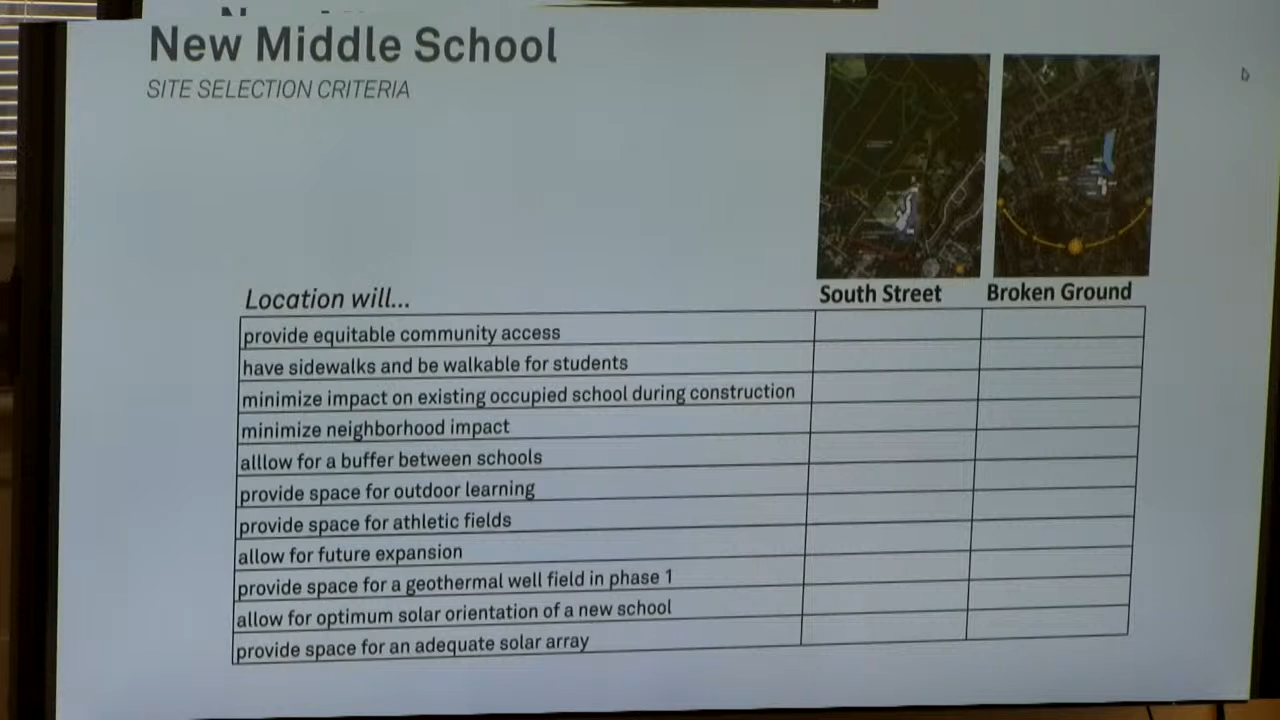 New Middle School
SITE SELECTION CRITERIA
Location will...
South Street
Broken Ground
provide equitable community access
have sidewalks and be walkable for students
minimize impact on existing occupied school during construction
minimize neighborhood impact
alllow for a buffer between schools
provide space for outdoor learning
provide space for athletic fields
allow for future expansion
provide space for a geothermal well field in phase 1
allow for optimum solar orientation of a new school
provide space for an adequate solar array